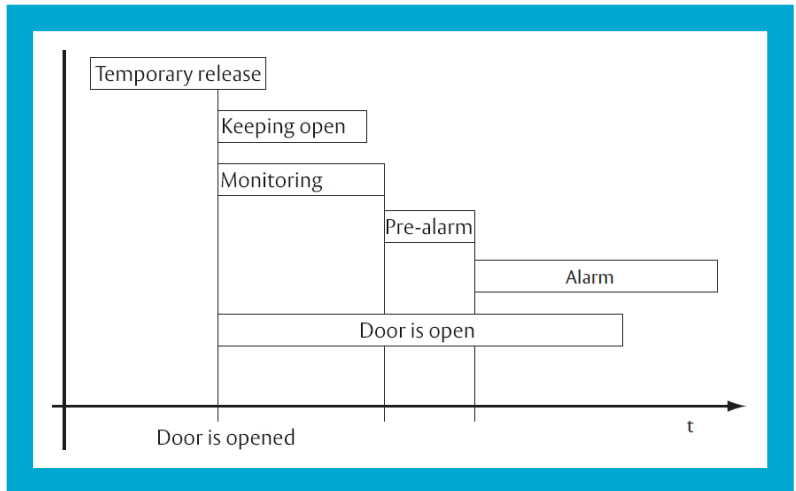 Temporary release
Keeping open
Monitoring
Pre-alarm
Alarm
Door is open
t
Door is opened